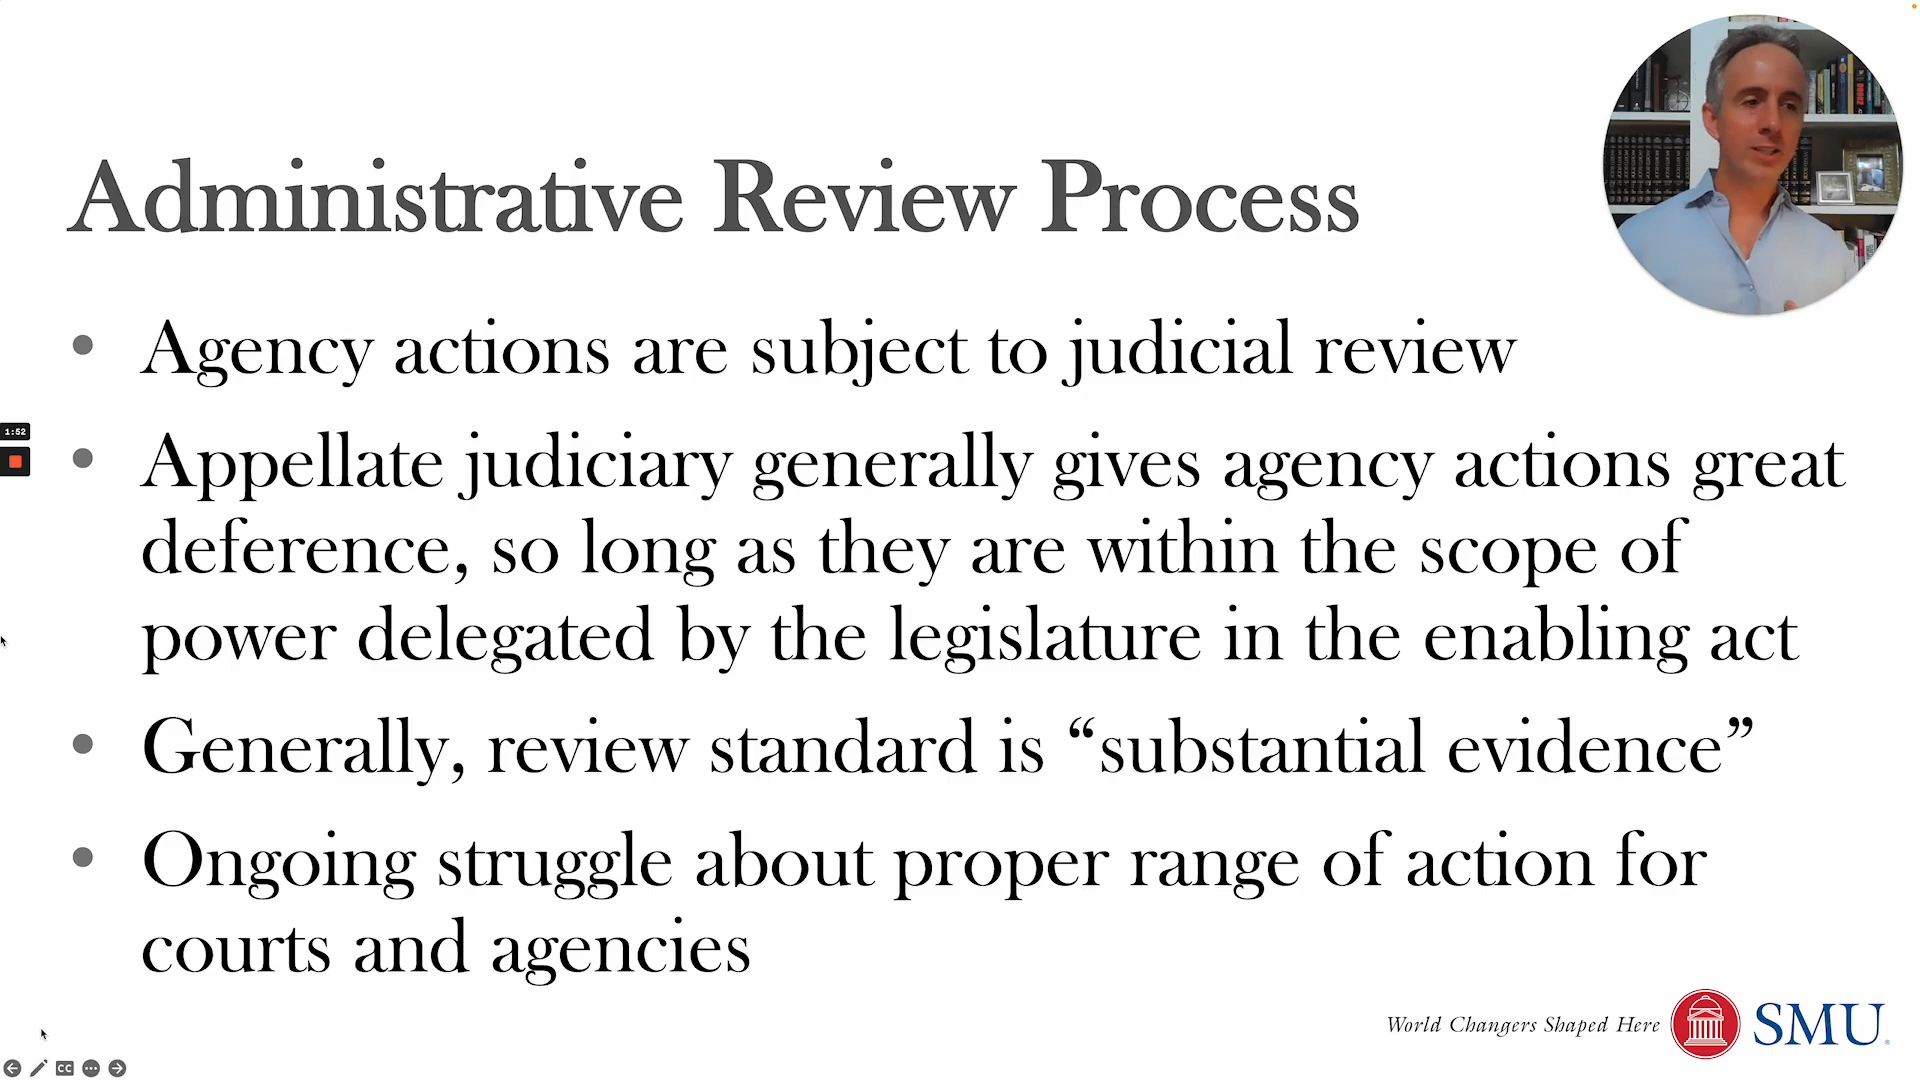 Administrative Review Process
Agency actions are subject to judicial review
Appellate judiciary generally gives agency actions great
deference, so long as they are within the scope of
power delegated by the legislature in the enabling act
Generally, review standard is “substantial evidence”
Ongoing struggle about proper range of action for
courts and agencies
1:52
World Changers Shaped Here
SMU
CC